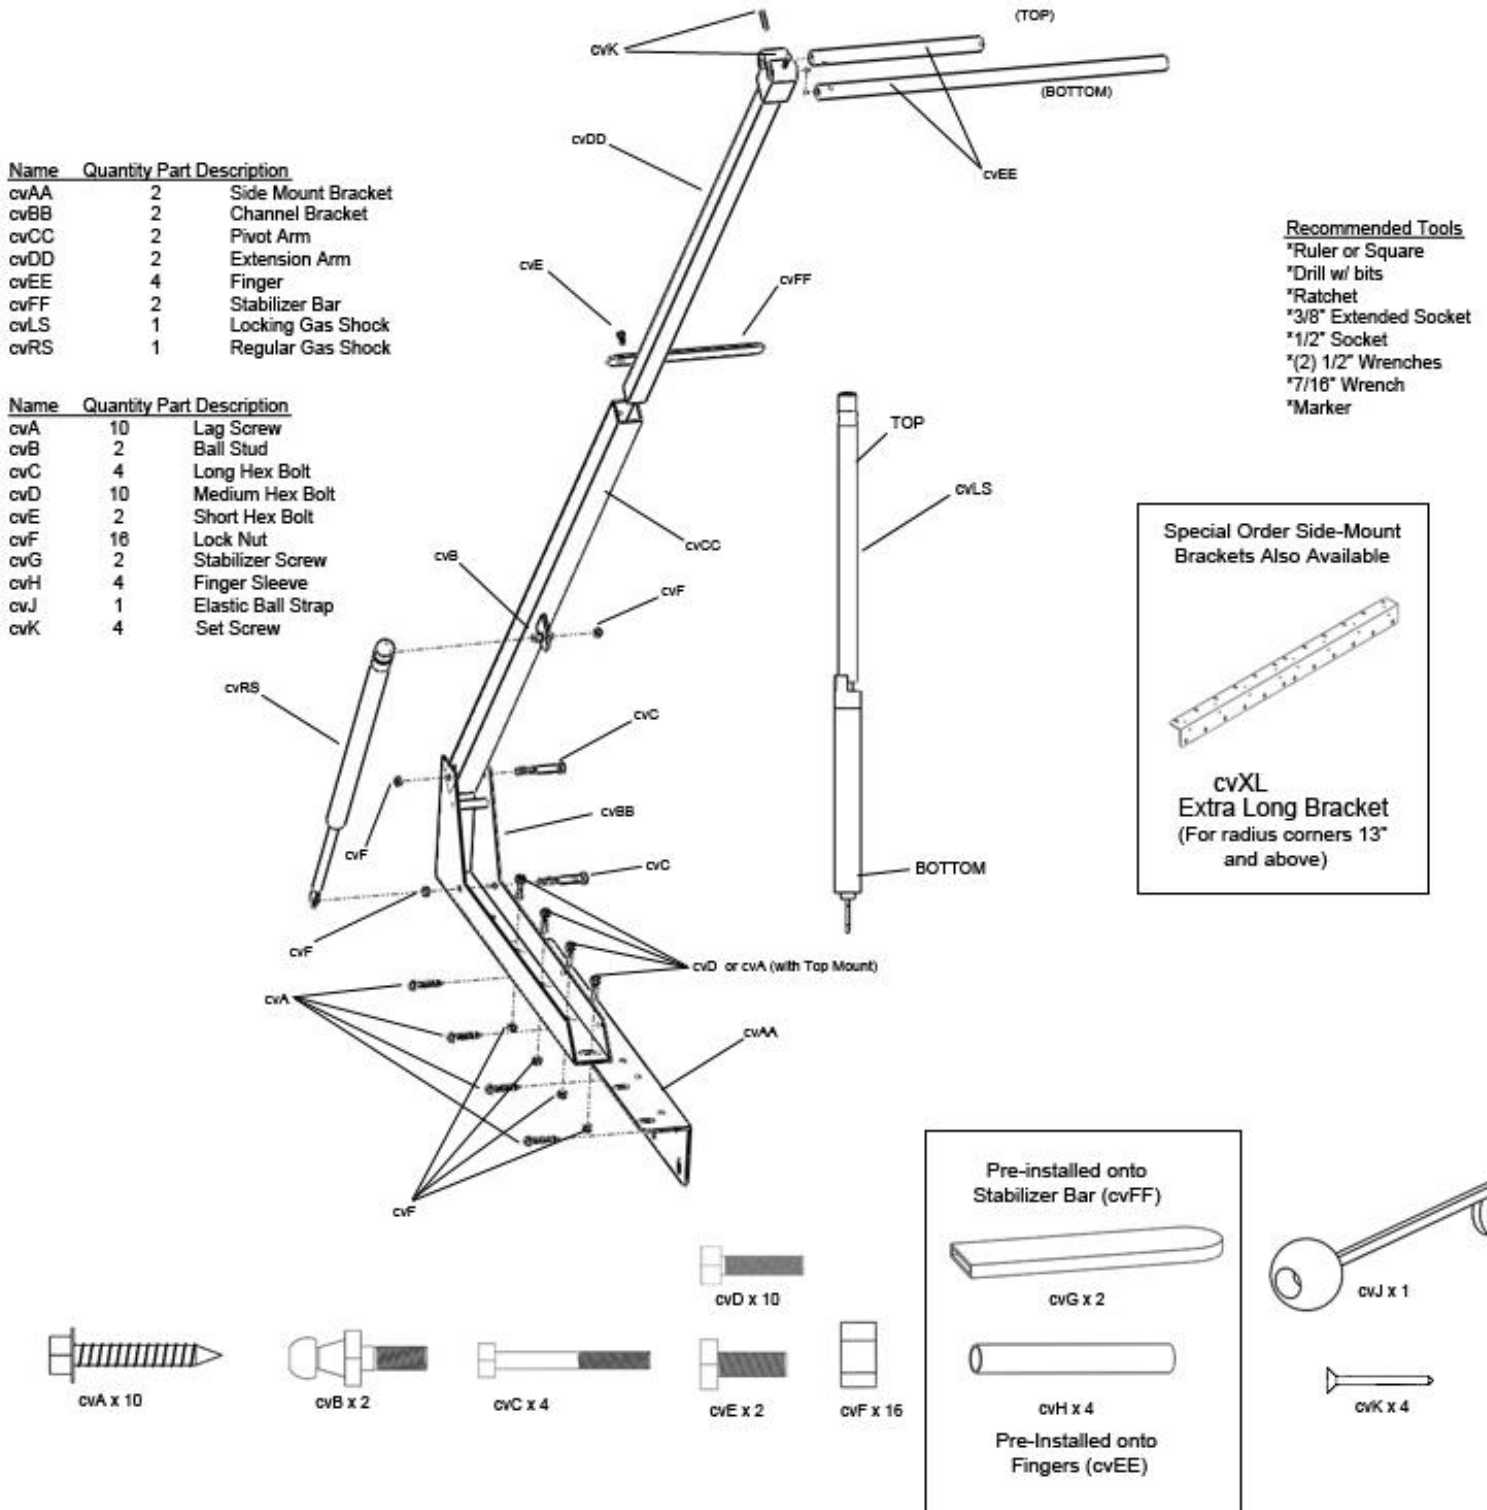 (TOP)
cvK
(BOTTOM)
cvDD
cvEE
Name Quantity Part Description
cvAA 2 Side Mount Bracket
cvBB 2 Channel Bracket
cvCC 2 Pivot Arm
cvDD 2 Extension Arm
cvEE 4 Finger
cvFF 2 Stabilizer Bar
cvLS 1 Locking Gas Shock
cvRS 1 Regular Gas Shock
Recommended Tools
*Ruler or Square
*Drill w/ bits
*Ratchet
*3/8" Extended Socket
*1/2" Socket
*(2) 1/2" Wrenches
*7/16" Wrench
*Marker
cvE
cvFF
Name Quantity Part Description
cvA 10 Lag Screw
cvB 2 Ball Stud
cvC 4 Long Hex Bolt
cvD 10 Medium Hex Bolt
cvE 2 Short Hex Bolt
cvF 16 Lock Nut
cvG 2 Stabilizer Screw
cvH 4 Finger Sleeve
cvJ 1 Elastic Ball Strap
cvK 4 Set Screw
TOP
cvLS
cvCC
cvB
cvF
Special Order Side-Mount
Brackets Also Available
cvXL
Extra Long Bracket
(For radius corners 13"
and above)
cvRS
cvC
cvBB
cvF
cvC
BOTTOM
cvF
cvD or cvA (with Top Mount)
cvA
cvAA
cvF
Pre-installed onto
Stabilizer Bar (cvFF)
cvG x 2
cvH x 4
Pre-Installed onto
Fingers (cvEE)
cvJ x 1
cvK x 4
cvD x 10
cvA x 10
cvB x 2
cvC x 4
cvE x 2
cvF x 16